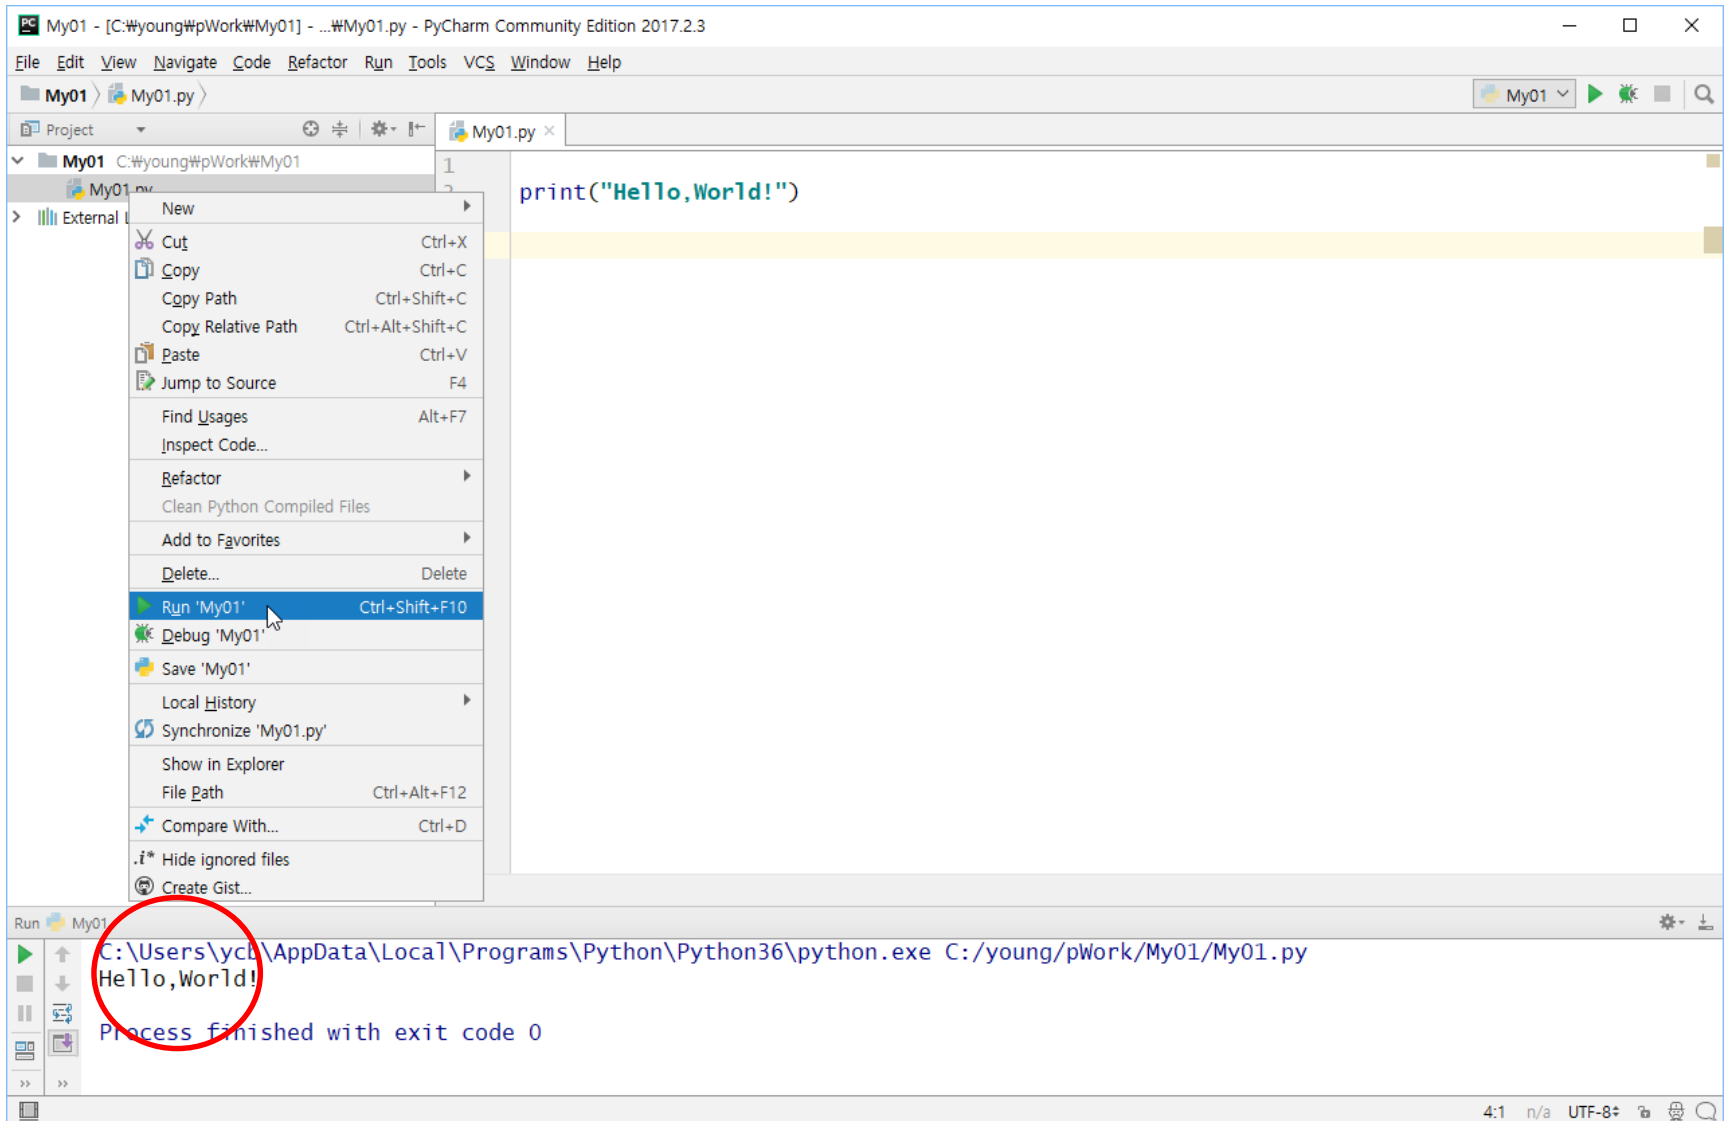 My01 - [C:₩young₩pWork₩My01] - ...₩My01.py - PyCharm Community Edition 2017.2.3
File Edit View Navigate Code Refactor Run Tools VCS Window Help
My01 My01.py My01
Project My01.py
My01 C:₩young₩pWork₩My01
My01.py
External L
1
2
print("Hello,World!")
New
Cut Ctrl+X
Copy Ctrl+C
Copy Path Ctrl+Shift+C
Copy Relative Path Ctrl+Alt+Shift+C
Paste Ctrl+V
Jump to Source F4
Find Usages Alt+F7
Inspect Code...
Refactor
Clean Python Compiled Files
Add to Favorites
Delete... Delete
Run 'My01' Ctrl+Shift+F10
Debug 'My01'
Save 'My01'
Local History
Synchronize 'My01.py'
Show in Explorer
File Path Ctrl+Alt+F12
Compare With... Ctrl+D
.i* Hide ignored files
Create Gist...
Run My01
C:\Users\ycb\AppData\Local\Programs\Python\Python36\python.exe C:/young/pWork/My01/My01.py
Hello,World!
Process finished with exit code 0
4:1 n/a UTF-8